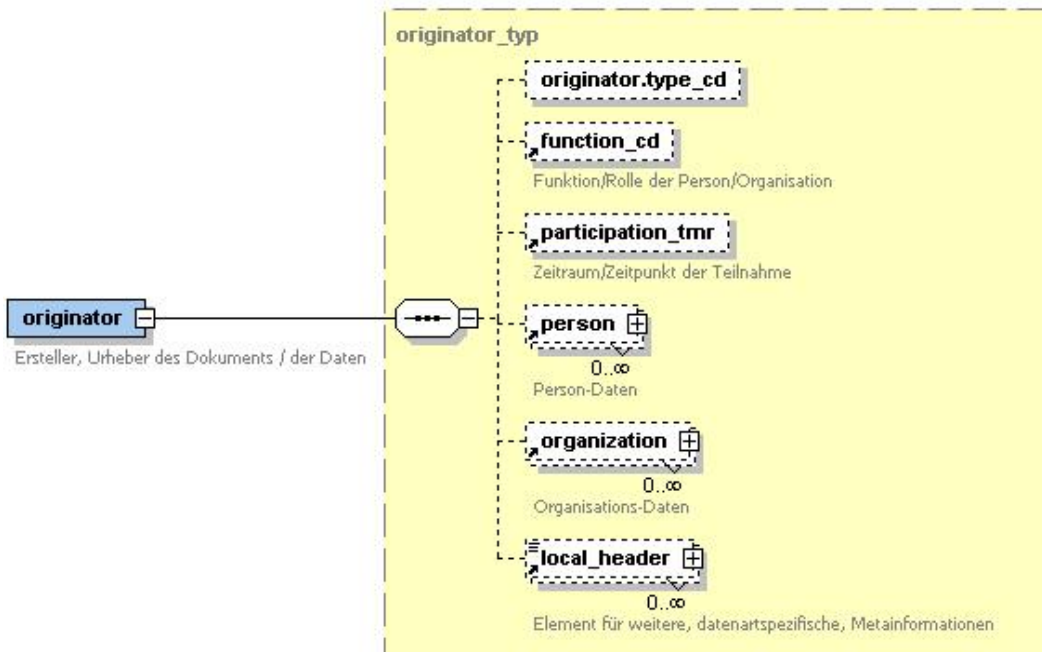 originator_typ
originator.type_cd
function_cd
Funktion/Rolle der Person/Organisation
participation_tmr
Zeitraum/Zeitpunkt der Teilnahme
originator
Ersteller, Urheber des Dokuments / der Daten
person
0..∞
Person-Daten
organization
0..∞
Organisations-Daten
local_header
0..∞
Element für weitere, datenartspezifische, Metainformationen